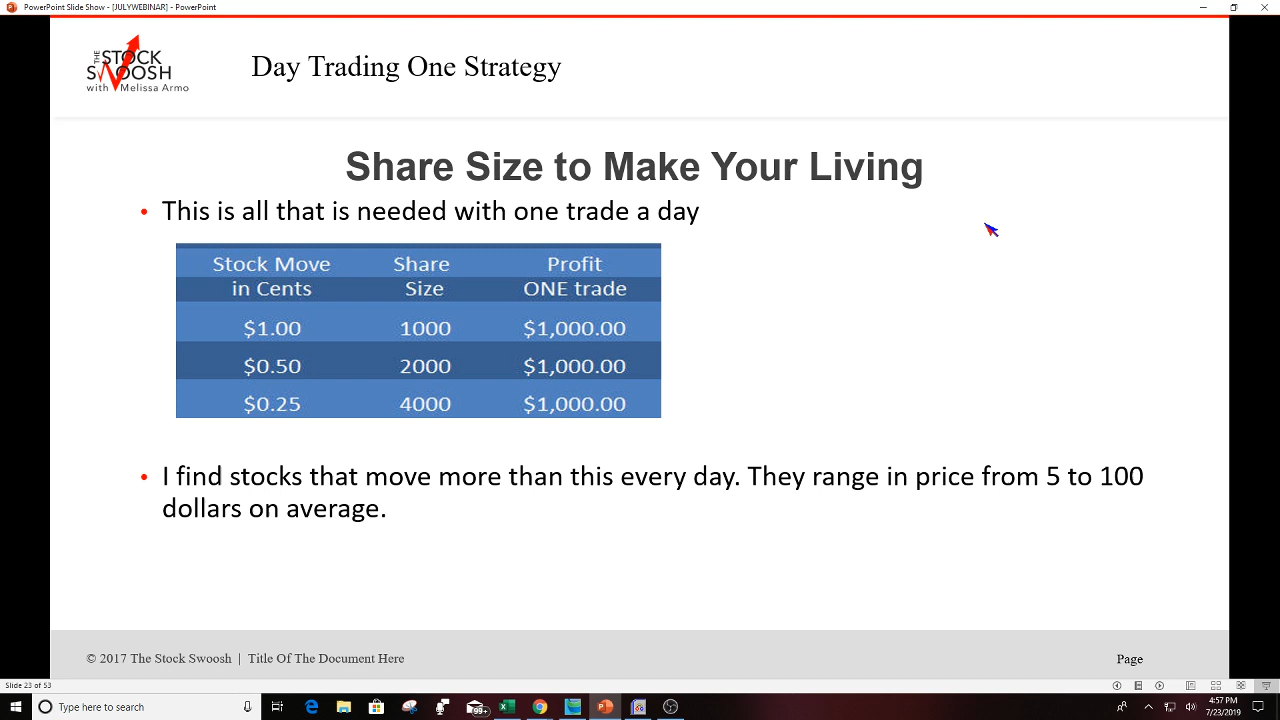 PowerPoint Slide Show - [JULYWEBINAR] - PowerPoint
THE
STOCK
SWOOSH
with Melissa Armo
Day Trading One Strategy
Share Size to Make Your Living
• This is all that is needed with one trade a day
Stock Move Share Profit
in Cents Size ONE trade
$1.00 1000 $1,000.00
$0.50 2000 $1,000.00
$0.25 4000 $1,000.00
• I find stocks that move more than this every day. They range in price from 5 to 100
dollars on average.
© 2017 The Stock Swoosh | Title Of The Document Here Page
Slide 23 of 53
Type here to search
99+
4:57 PM
7/23/2019